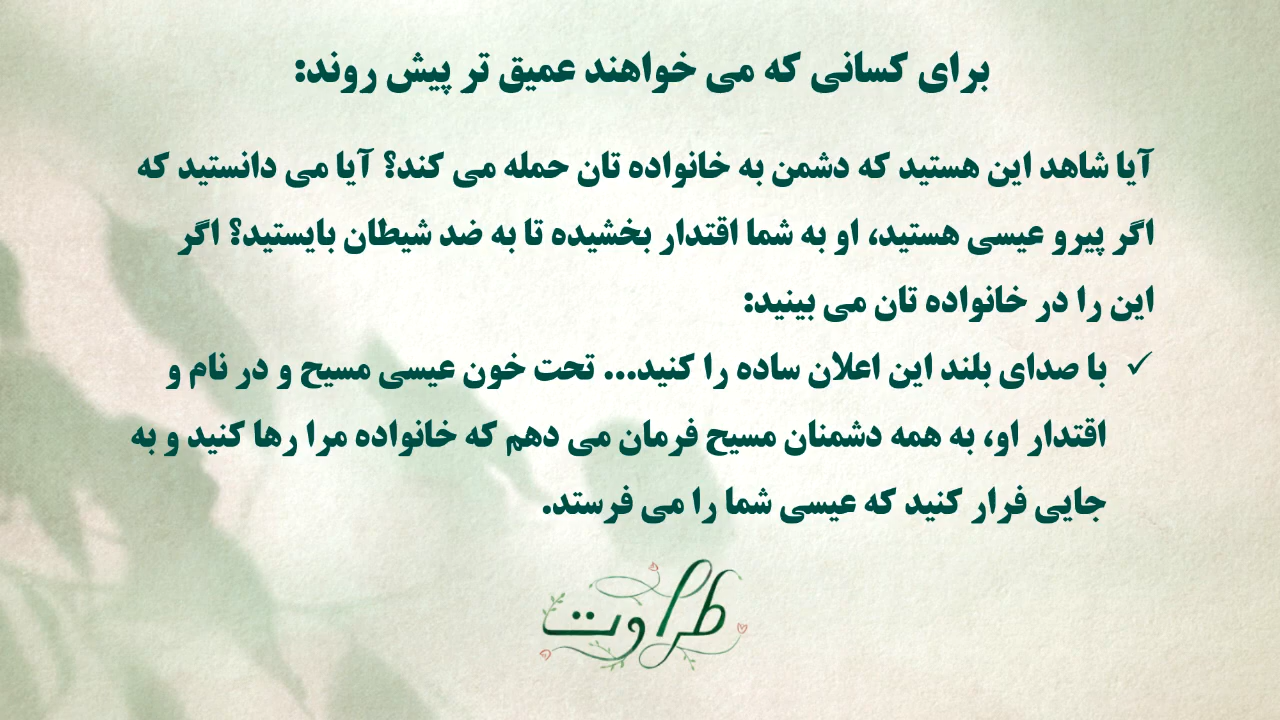 برای کسانی که می خواهند عمیق تر پیش روند:
آیا شاهد این هستید که دشمن به خانواده تان حمله می کند؟ آیا می دانستید که
اگر پیرو عیسی هستید، او به شما اقتدار بخشیده تا به ضد شیطان بایستید؟ اگر
این را در خانواده تان می بینید:
✓ با صدای بلند این اعلان ساده را کنید... تحت خون عیسی مسیح و در نام و
اقتدار او، به همه دشمنان مسیح فرمان می دهم که خانواده مرا رها کنید و به
جایی فرار کنید که عیسی شما را می فرستد.
طراوت